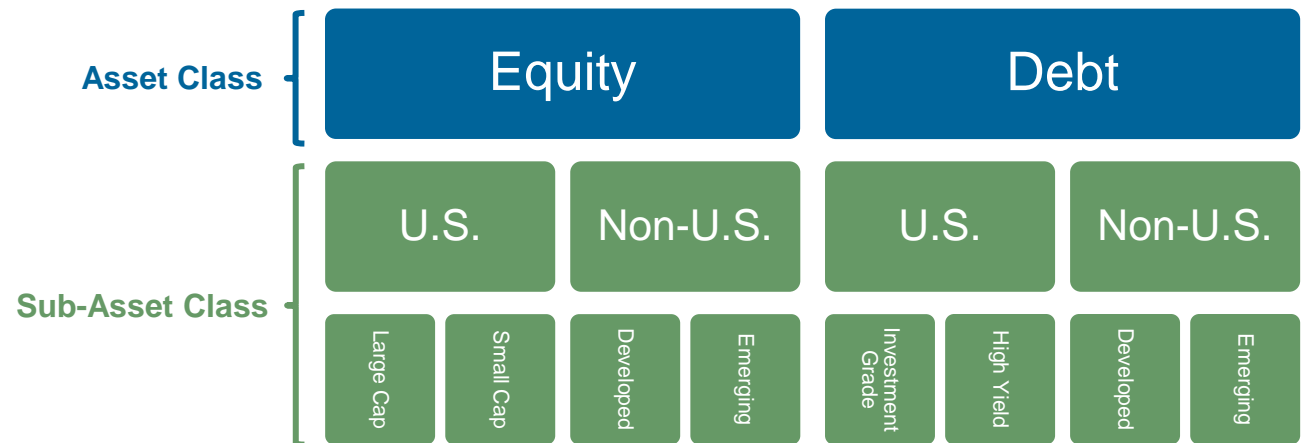 Asset Class
Equity
Debt
Sub-Asset Class
U.S.
Non-U.S.
U.S.
Non-U.S.
Large Cap
Small Cap
Developed
Emerging
Investment
Grade
High Yield
Developed
Emerging